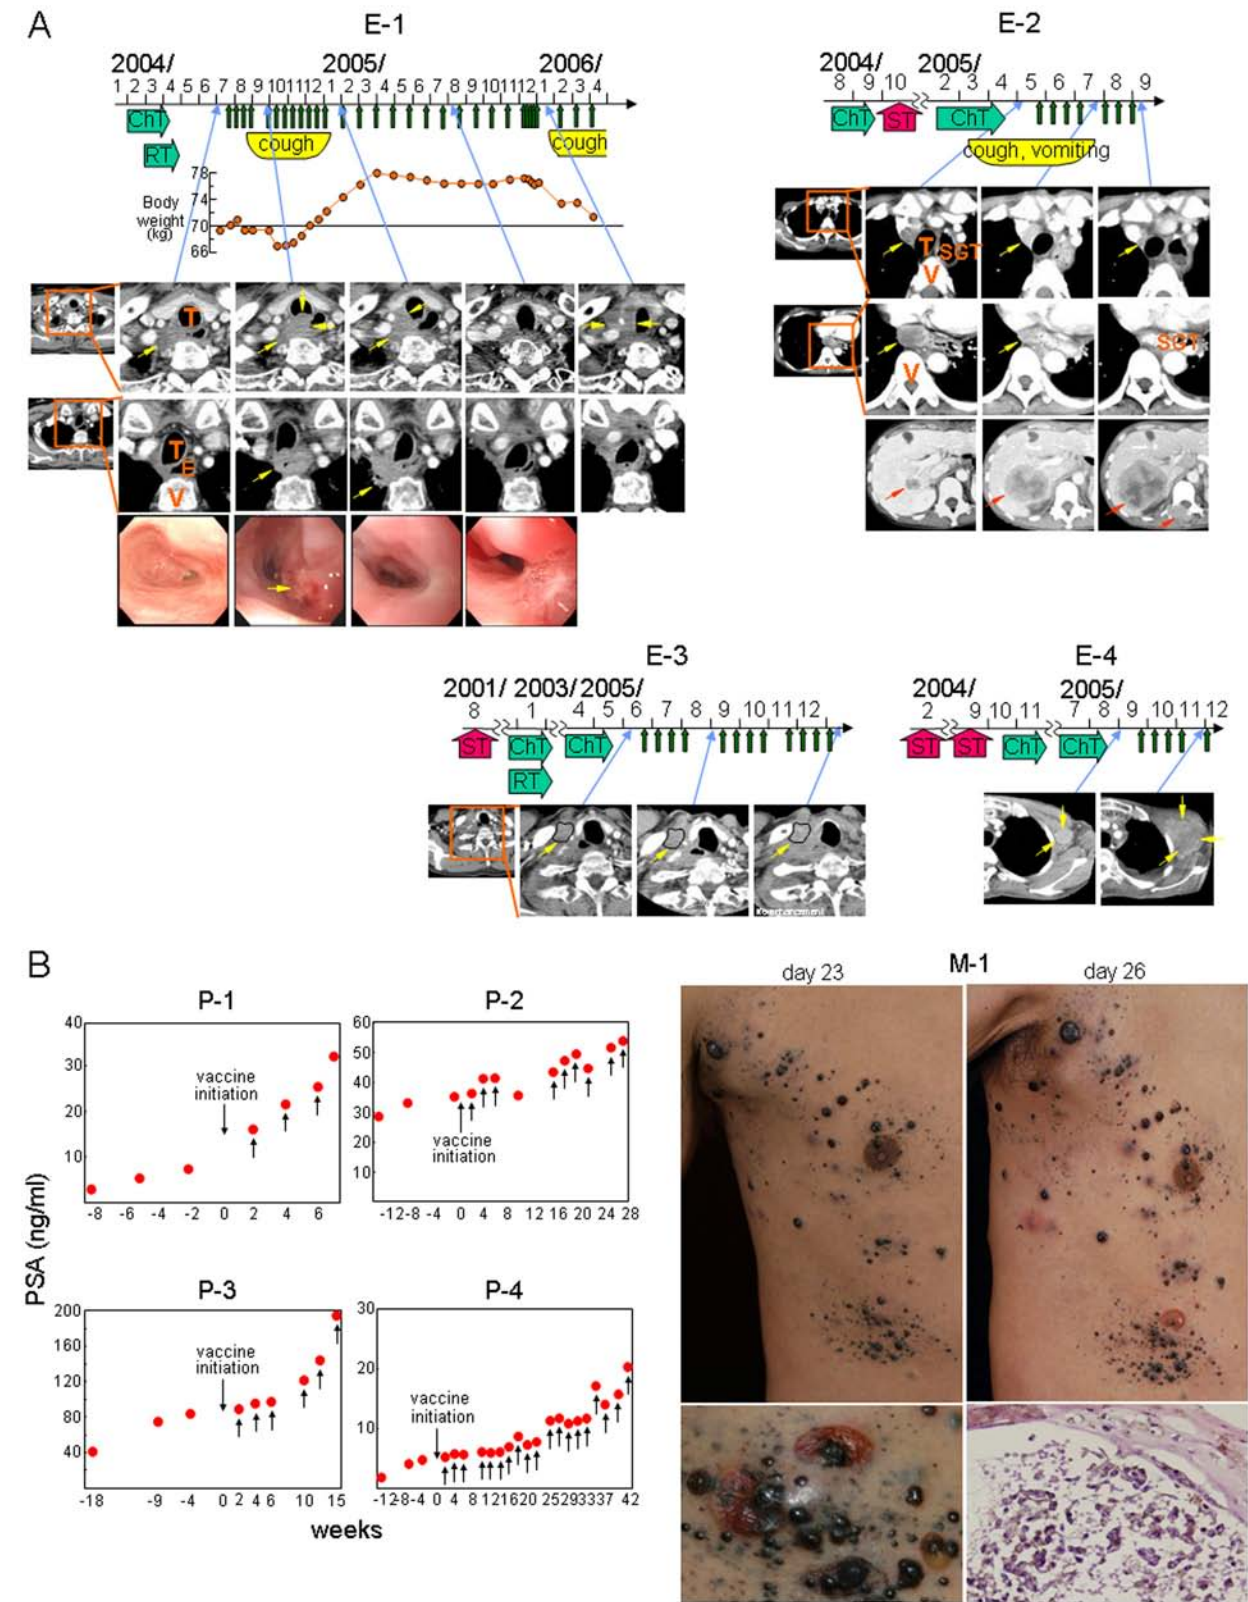 A
E-1
2004/ 2005/ 2006/
1 2 3 4 5 6 7 8 9 10 11 12 1 2 3 4 5 6 7 8 9 10 11 12 1 2 3 4
ChT
RT
cough
cough
Body
weight
(kg)
78
74
70
66
T
T
E
V
E-2
2004/ 2005/
8 9 10 2 3 4 5 6 7 8 9
ChT ST ChT
cough, vomiting
T SGT
V
V
SGT
E-3
2001/ 2003/ 2005/
8 1 4 5 6 7 8 9 10 11 12
ST ChT ChT
RT
E-4
2004/ 2005/
2 9 10 11 7 8 9 10 11 12
ST ST ChT ChT
B
PSA (ng/ml)
P-1
40
30
20
10
vaccine
initiation
-8 -6 -4 -2 0 2 4 6
P-2
60
50
40
30
20
10
vaccine
initiation
-12 -8 -4 0 4 8 12 16 20 24 28
P-3
200
160
120
80
40
vaccine
initiation
-18 -9 -4 0 2 4 6 10 15
P-4
30
20
10
vaccine
initiation
-12 -8 -4 0 4 8 12 16 20 25 29 33 37 42
weeks
M-1
day 23 day 26